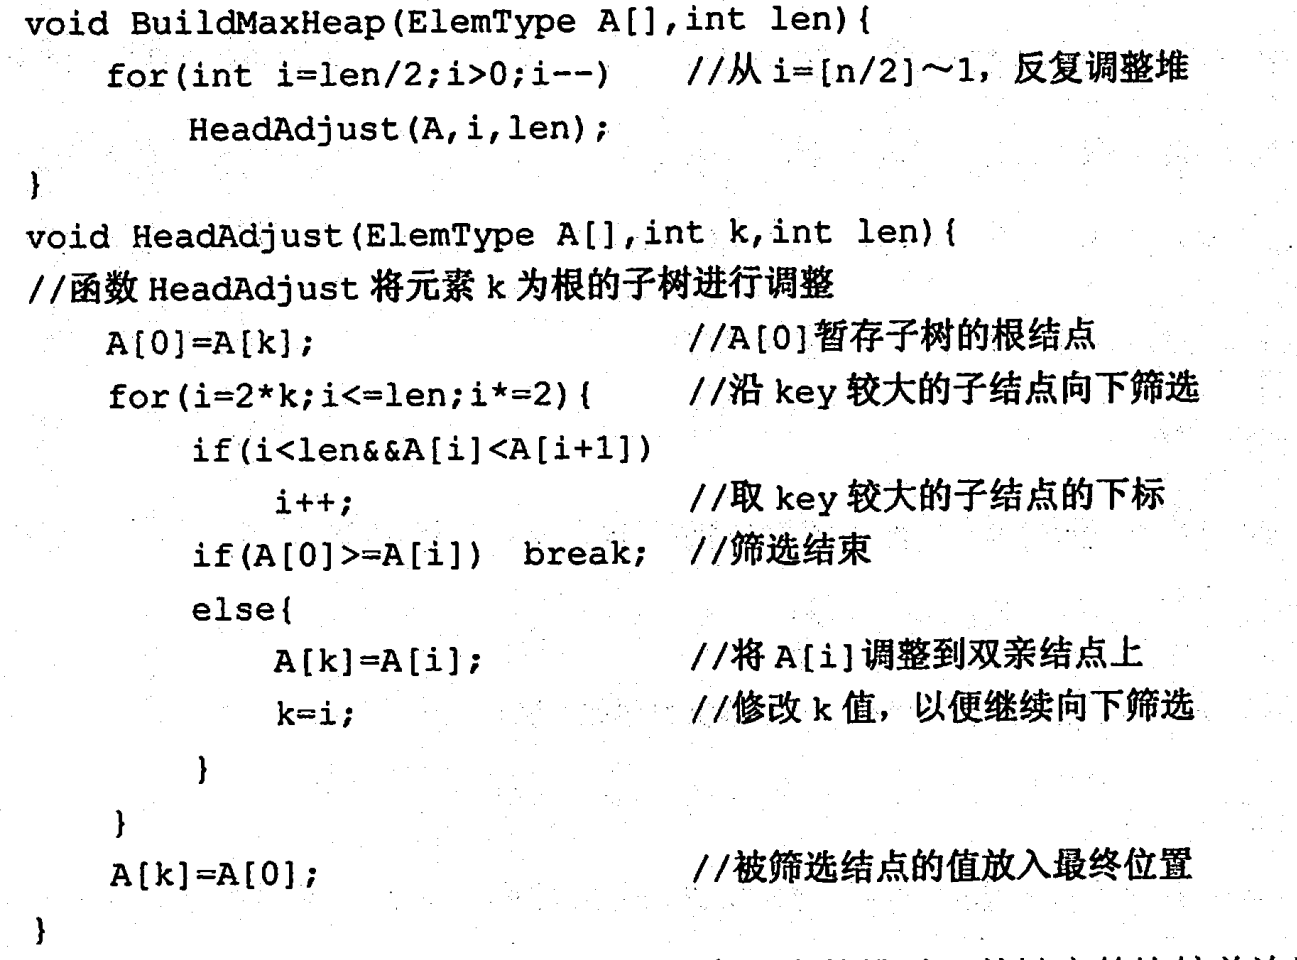 void BuildMaxHeap(ElemType A[],int len){
for(int i=len/2;i>0;i--) //从 i=[n/2]～1，反复调整堆
HeadAdjust(A,i,len);
}
void HeadAdjust(ElemType A[],int k,int len){
//函数 HeadAdjust 将元素 k 为根的子树进行调整
A[0]=A[k]; //A[0]暂存子树的根结点
for(i=2*k;i<=len;i*=2){ //沿 key 较大的子结点向下筛选
if(i<len&&A[i]<A[i+1])
i++; //取 key 较大的子结点的下标
if(A[0]>=A[i]) break; //筛选结束
else{
A[k]=A[i]; //将 A[i]调整到双亲结点上
k=i; //修改 k 值，以便继续向下筛选
}
}
A[k]=A[0]; //被筛选结点的值放入最终位置
}